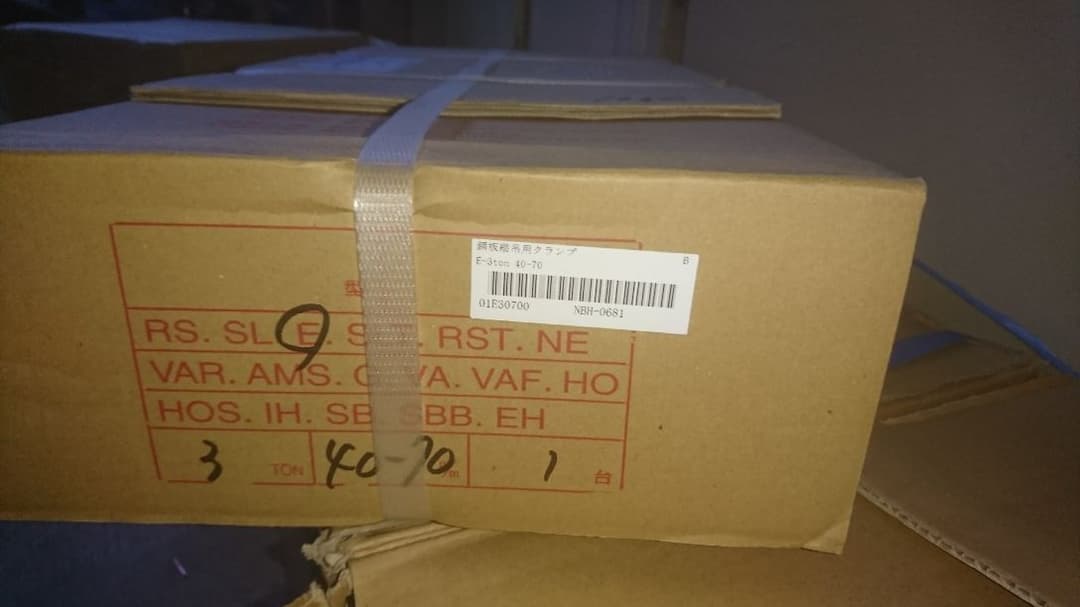 鋼板縦吊用クランプ B
E-3ton 40-70
01E30700 NBH-0681
型
RS. SL. E. S . RST. NE
VAR. AMS. VA. VAF. HO
HOS. IH. SB. SBB. EH
3 TON 40-70 m 1 台